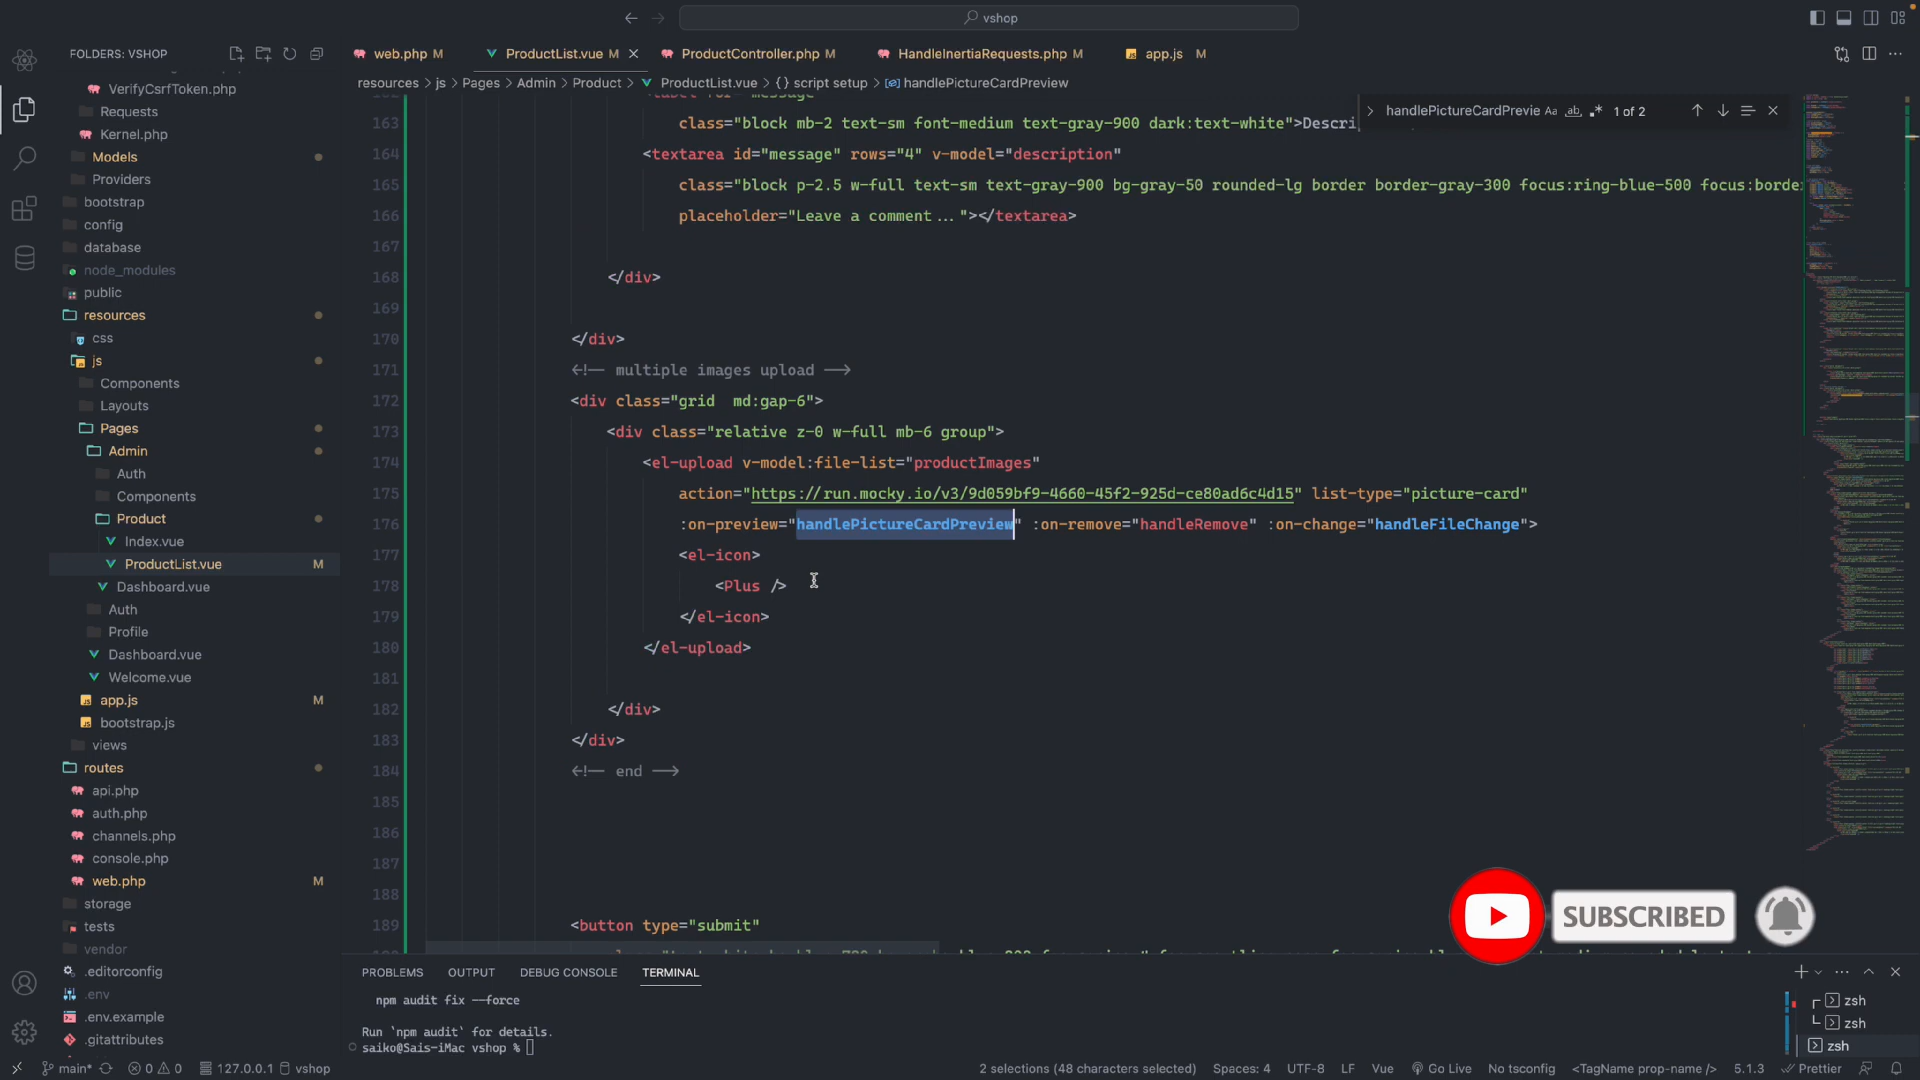 vshop
FOLDERS: VSHOP
web.php M
ProductList.vue M
ProductController.php M
HandleInertiaRequests.php M
app.js M
resources > js > Pages > Admin > Product > ProductList.vue > {} script setup > handlePictureCardPreview
handlePictureCardPrevie Aa ab .* 1 of 2
VerifyCsrfToken.php
Requests
Kernel.php
Models
Providers
bootstrap
config
database
node_modules
public
resources
css
js
Components
Layouts
Pages
Admin
Auth
Components
Product
Index.vue
ProductList.vue M
Dashboard.vue
Auth
Profile
Dashboard.vue
Welcome.vue
app.js M
bootstrap.js
views
routes
api.php
auth.php
channels.php
console.php
web.php M
storage
tests
vendor
.editorconfig
.env
.env.example
.gitattributes
163 class="block mb-2 text-sm font-medium text-gray-900 dark:text-white">Descri
164 <textarea id="message" rows="4" v-model="description"
165 class="block p-2.5 w-full text-sm text-gray-900 bg-gray-50 rounded-lg border border-gray-300 focus:ring-blue-500 focus:borde
166 placeholder="Leave a comment..."></textarea>
167
168 </div>
169
170 </div>
171 <!-- multiple images upload -->
172 <div class="grid  md:gap-6">
173 <div class="relative z-0 w-full mb-6 group">
174 <el-upload v-model:file-list="productImages"
175 action="https://run.mocky.io/v3/9d059bf9-4660-45f2-925d-ce80ad6c4d15" list-type="picture-card"
176 :on-preview="handlePictureCardPreview" :on-remove="handleRemove" :on-change="handleFileChange">
177 <el-icon>
178 <Plus />
179 </el-icon>
180 </el-upload>
181
182 </div>
183 </div>
184 <!-- end -->
185
186
187
188
189 <button type="submit"
SUBSCRIBED
PROBLEMS OUTPUT DEBUG CONSOLE TERMINAL
npm audit fix --force
Run `npm audit` for details.
saiko@Sais-iMac vshop %
zsh
zsh
zsh
main* 0 0 127.0.0.1 vshop
2 selections (48 characters selected) Spaces: 4 UTF-8 LF Vue Go Live No tsconfig <TagName prop-name /> 5.1.3 Prettier